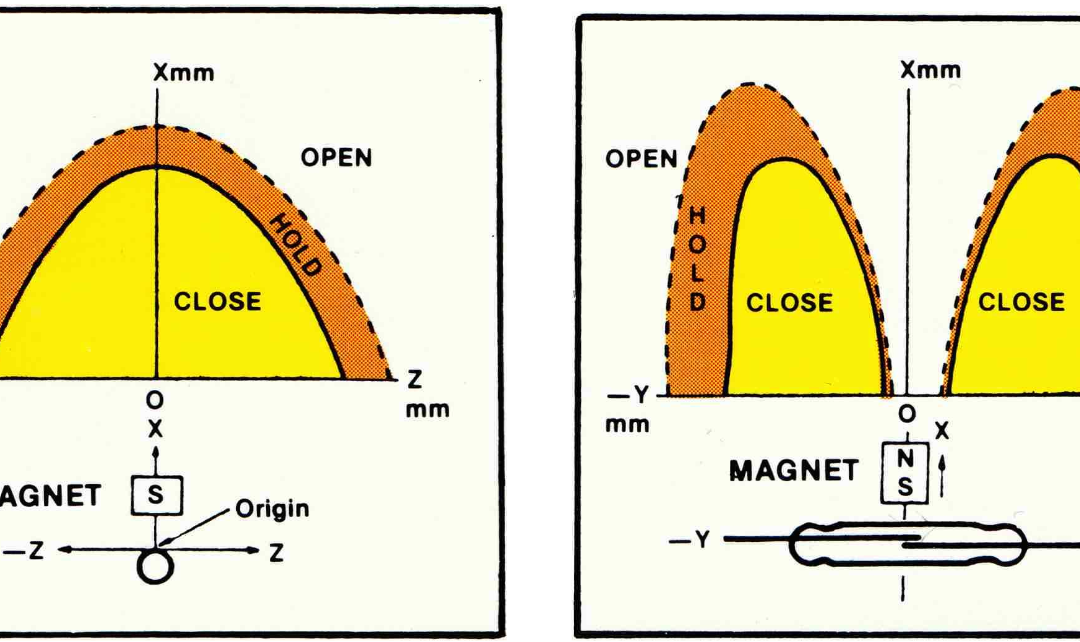 Xmm
OPEN
HOLD
CLOSE
Z
mm
O
X
AGNET
S
Origin
—Z
Z
Xmm
OPEN
HOLD
CLOSE
CLOSE
—Y
mm
O
X
MAGNET
N
S
—Y